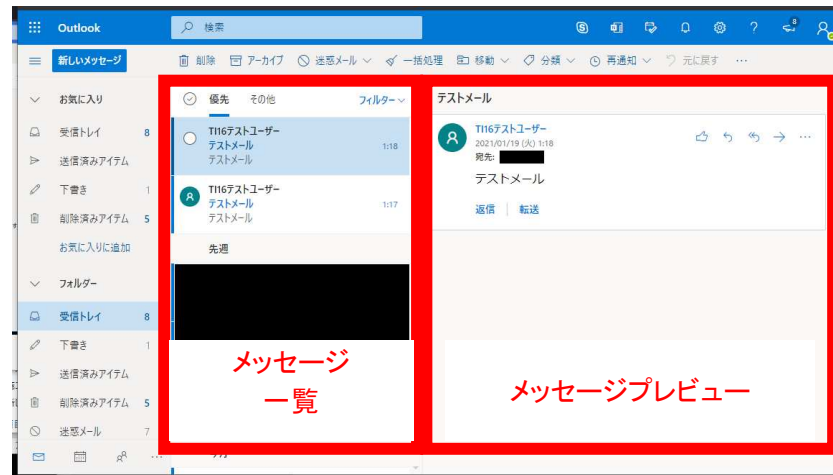 Outlook
検索
8
新しいメッセージ
削除 アーカイブ 迷惑メール 一括処理 移動 分類 再通知 元に戻す ...
お気に入り
受信トレイ 8
送信済みアイテム
下書き 1
削除済みアイテム 5
お気に入りに追加
フォルダー
受信トレイ 8
下書き 1
送信済みアイテム
削除済みアイテム 5
迷惑メール 7
優先 その他 フィルター
TI16テストユーザー
テストメール 1:18
テストメール
TI16テストユーザー
テストメール 1:17
テストメール
先週
メッセージ
一覧
テストメール
TI16テストユーザー
2021/01/19 (火) 1:18
宛先:
テストメール
返信 転送
メッセージプレビュー